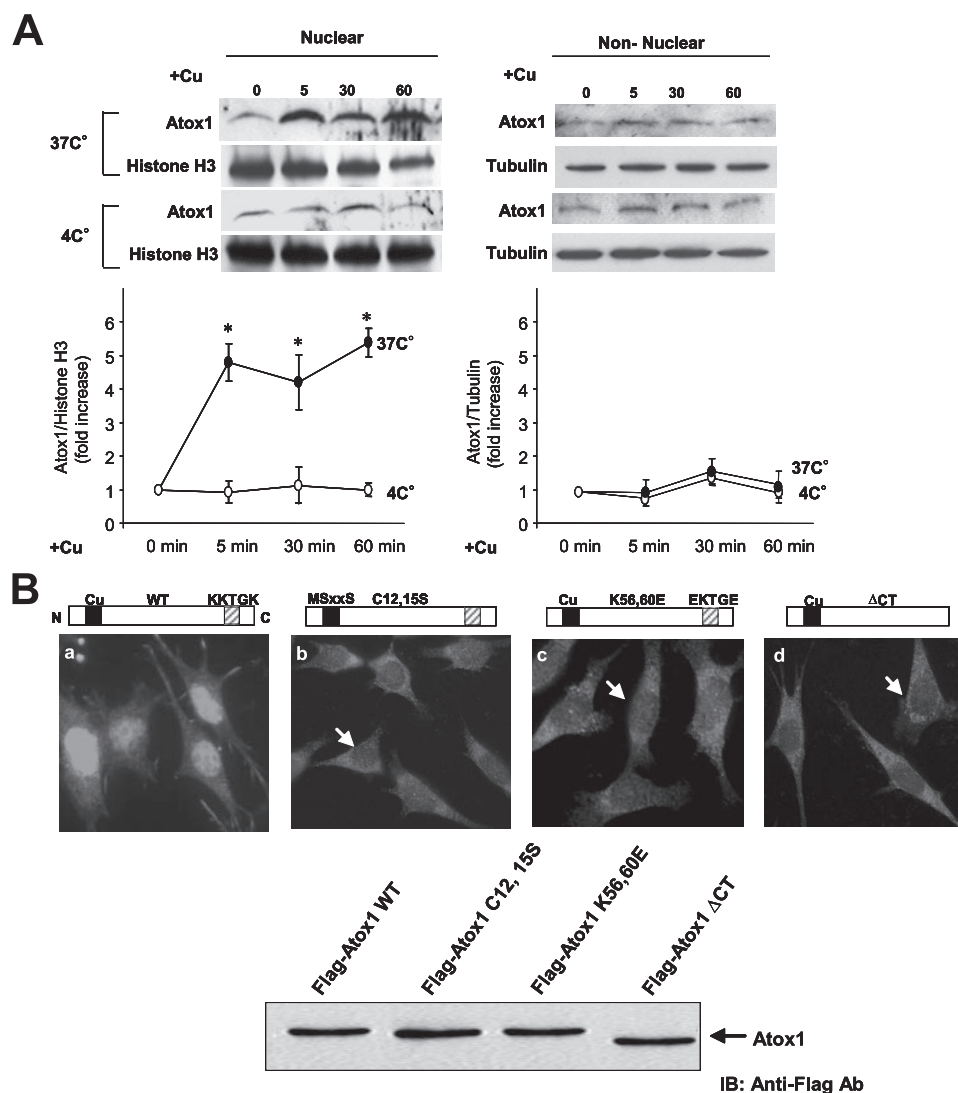 A
Nuclear
Non- Nuclear
+Cu
0 5 30 60
+Cu
0 5 30 60
37C°
Atox1
Histone H3
Atox1
Tubulin
4C°
Atox1
Histone H3
Atox1
Tubulin
Atox1/Histone H3
(fold increase)
6
5
4
3
2
1
0
*
*
*
37C°
4C°
+Cu
0 min 5 min 30 min 60 min
Atox1/Tubulin
(fold increase)
6
5
4
3
2
1
0
37C°
4C°
+Cu
0 min 5 min 30 min 60 min
B
N Cu WT KKTGK C
MSxxS C12,15S
Cu K56,60E EKTGE
Cu ΔCT
a
b
c
d
Flag-Atox1 WT
Flag-Atox1 C12, 15S
Flag-Atox1 K56,60E
Flag-Atox1 ΔCT
Atox1
IB: Anti-Flag Ab